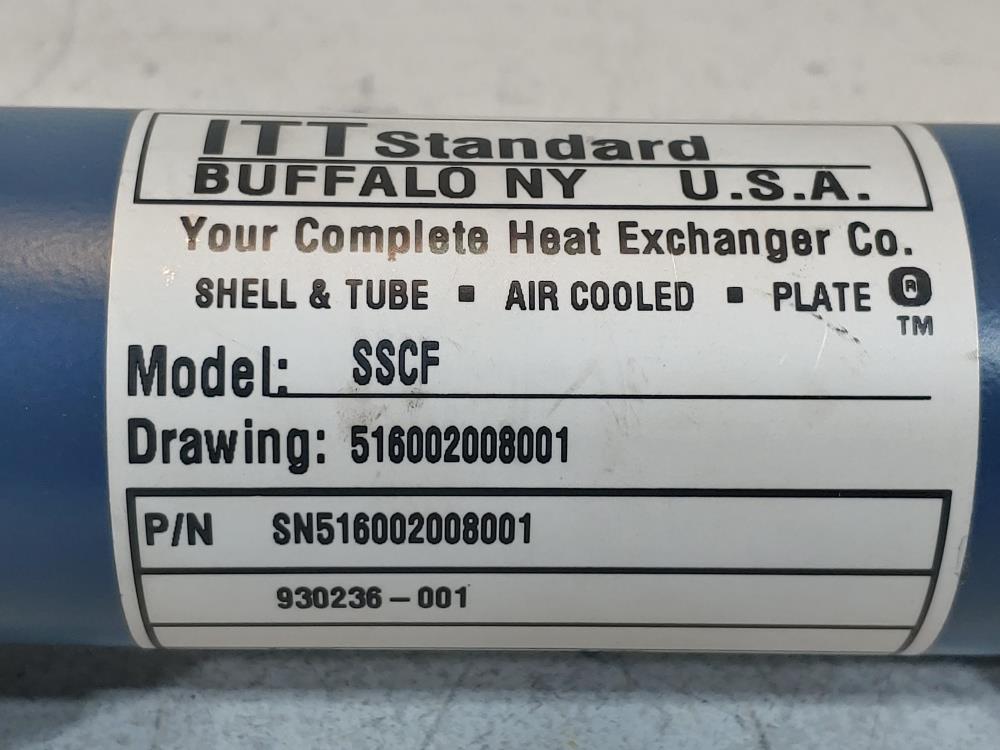 ITT Standard
BUFFALO NY U.S.A.
Your Complete Heat Exchanger Co.
SHELL & TUBE ▪ AIR COOLED ▪ PLATE ®
TM
Model: SSCF
Drawing: 516002008001
P/N SN516002008001
930236-001